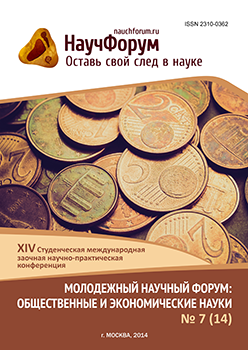 ISSN 2310-0362
nauchforum.ru
НаучФорум
Оставь свой след в науке
XIV Студенческая международная
заочная научно-практическая
конференция
МОЛОДЕЖНЫЙ НАУЧНЫЙ ФОРУМ:
ОБЩЕСТВЕННЫЕ И ЭКОНОМИЧЕСКИЕ НАУКИ
№ 7 (14)
г. МОСКВА, 2014